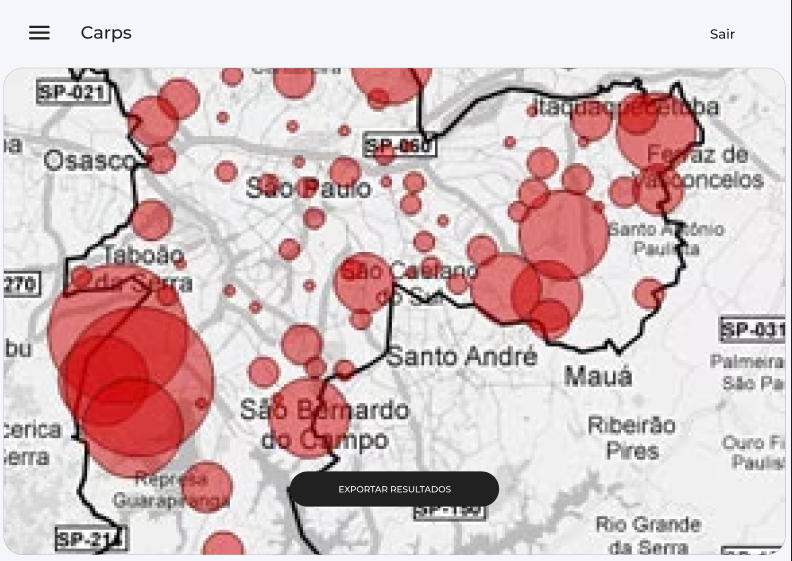 Carps
Sair
SP-021
Itaquaquecetuba
SP-060
Osasco
Ferraz de
Vasconcelos
São Paulo
Santo Antônio
Paulista
Taboão
da Serra
São Caetano
do Sul
270
SP-031
bu
Santo André
Mauá
Palmeira
São Pa
São Bernardo
do Campo
Ribeirão
Pires
cerica
Serra
Ouro Fi
Paulis
Represa
Guarapiranga
EXPORTAR RESULTADOS
SP-150
Rio Grande
da Serra